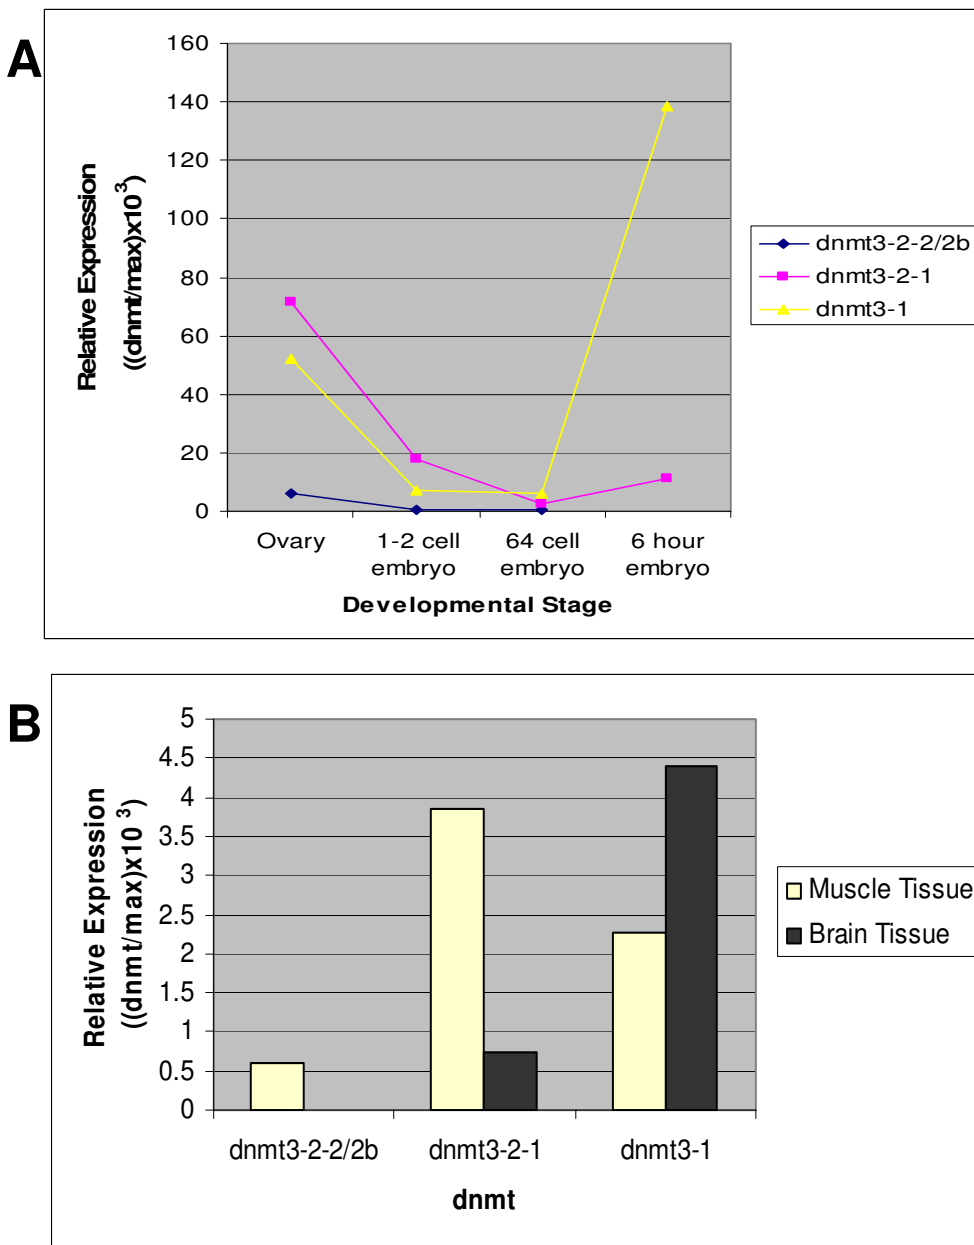 A
160
140
120
100
80
60
40
20
0
Relative Expression
((dnmt/max)x10³)
Ovary
1-2 cell
embryo
64 cell
embryo
6 hour
embryo
Developmental Stage
dnmt3-2-2/2b
dnmt3-2-1
dnmt3-1
B
5
4.5
4
3.5
3
2.5
2
1.5
1
0.5
0
Relative Expression
((dnmt/max)x10 ³)
dnmt3-2-2/2b
dnmt3-2-1
dnmt3-1
dnmt
Muscle Tissue
Brain Tissue